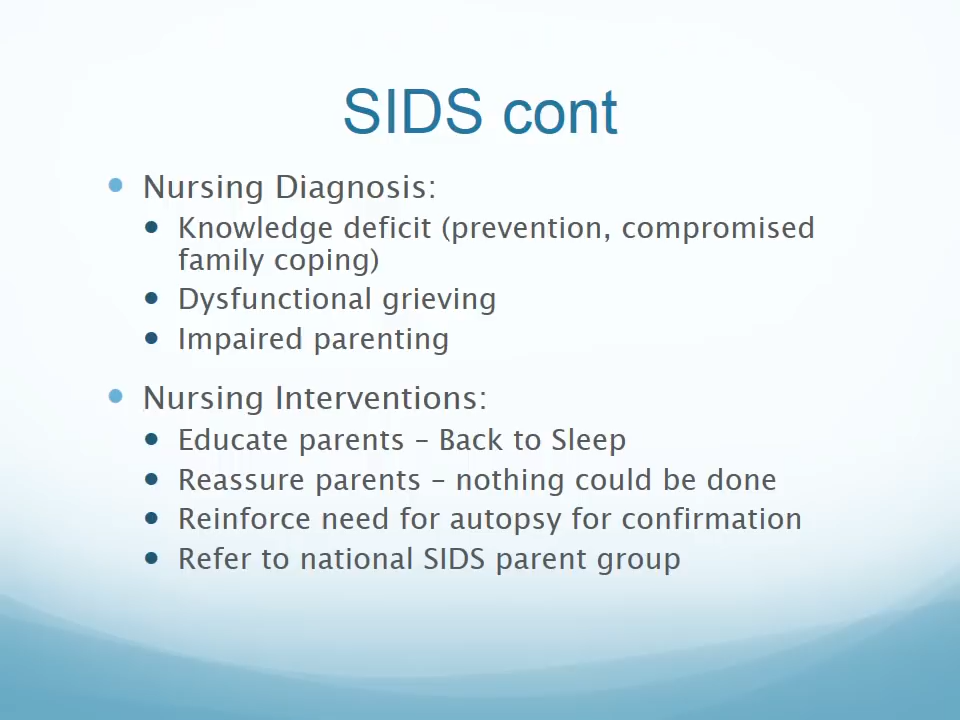 SIDS cont
Nursing Diagnosis:
Knowledge deficit (prevention, compromised
family coping)
Dysfunctional grieving
Impaired parenting
Nursing Interventions:
Educate parents – Back to Sleep
Reassure parents – nothing could be done
Reinforce need for autopsy for confirmation
Refer to national SIDS parent group